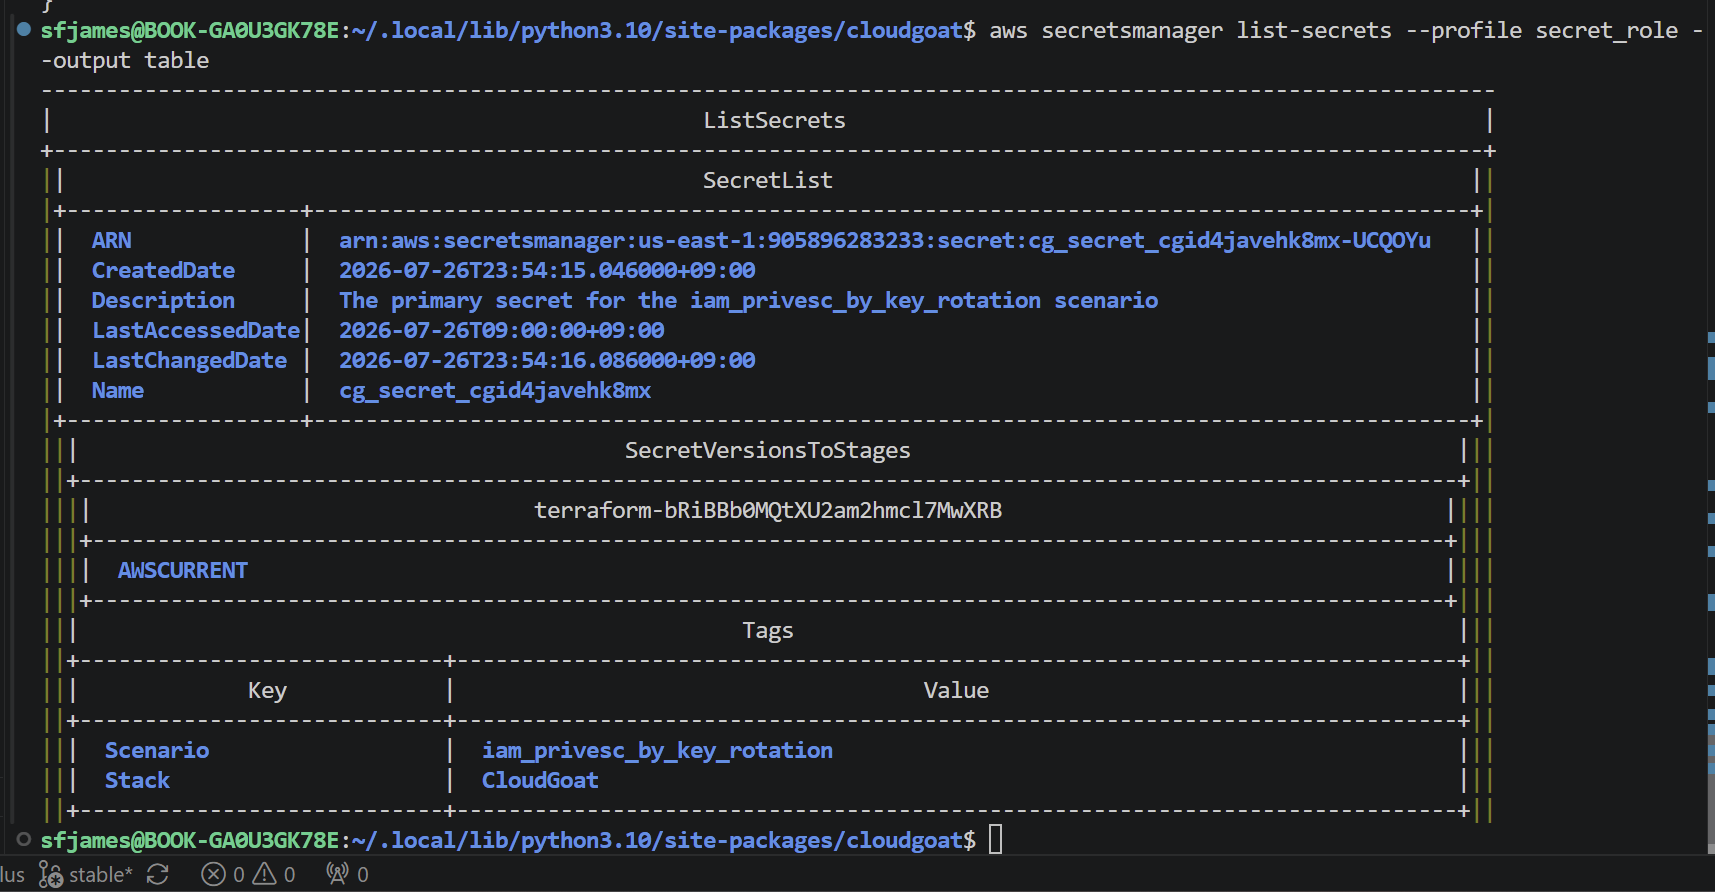 }
sfjames@BOOK-GA0U3GK78E:~/.local/lib/python3.10/site-packages/cloudgoat$ aws secretsmanager list-secrets --profile secret_role -
-output table
ListSecrets
SecretList
ARN | arn:aws:secretsmanager:us-east-1:905896283233:secret:cg_secret_cgid4javehk8mx-UCQOYu
CreatedDate | 2026-07-26T23:54:15.046000+09:00
Description | The primary secret for the iam_privesc_by_key_rotation scenario
LastAccessedDate | 2026-07-26T09:00:00+09:00
LastChangedDate | 2026-07-26T23:54:16.086000+09:00
Name | cg_secret_cgid4javehk8mx
SecretVersionsToStages
terraform-bRiBBb0MQtXU2am2hmcl7MwXRB
AWSCURRENT
Tags
Key | Value
Scenario | iam_privesc_by_key_rotation
Stack | CloudGoat
sfjames@BOOK-GA0U3GK78E:~/.local/lib/python3.10/site-packages/cloudgoat$
lus stable* 0 0 0